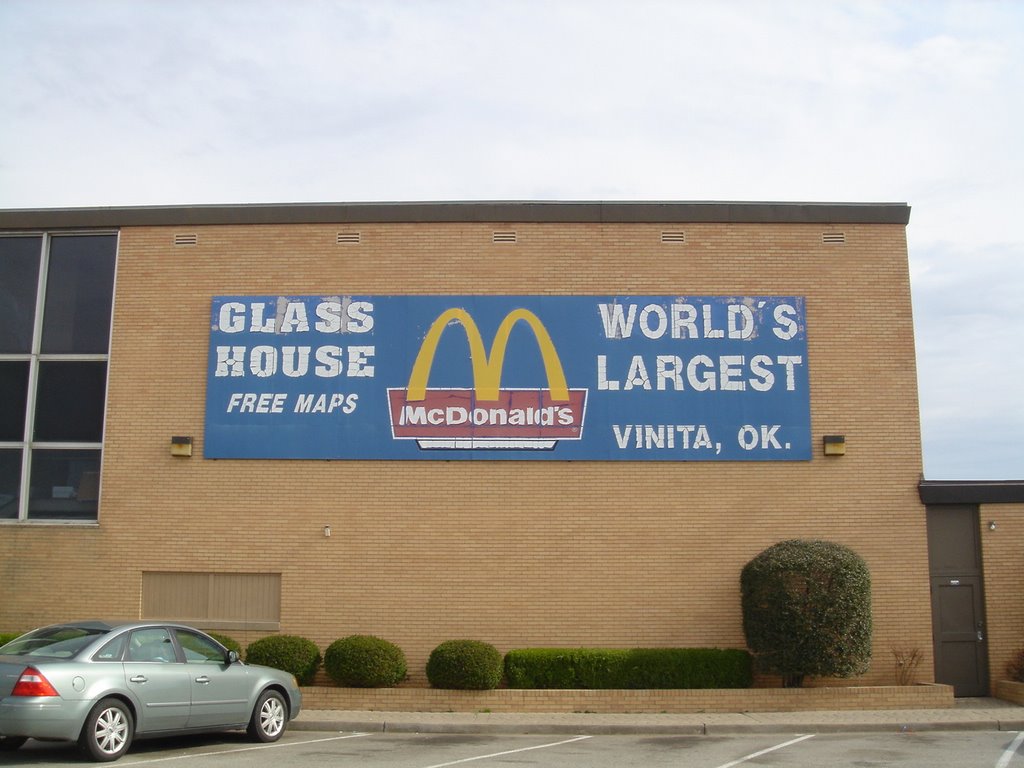 GLASS
HOUSE
FREE MAPS
McDonald's
WORLD'S
LARGEST
VINITA, OK.